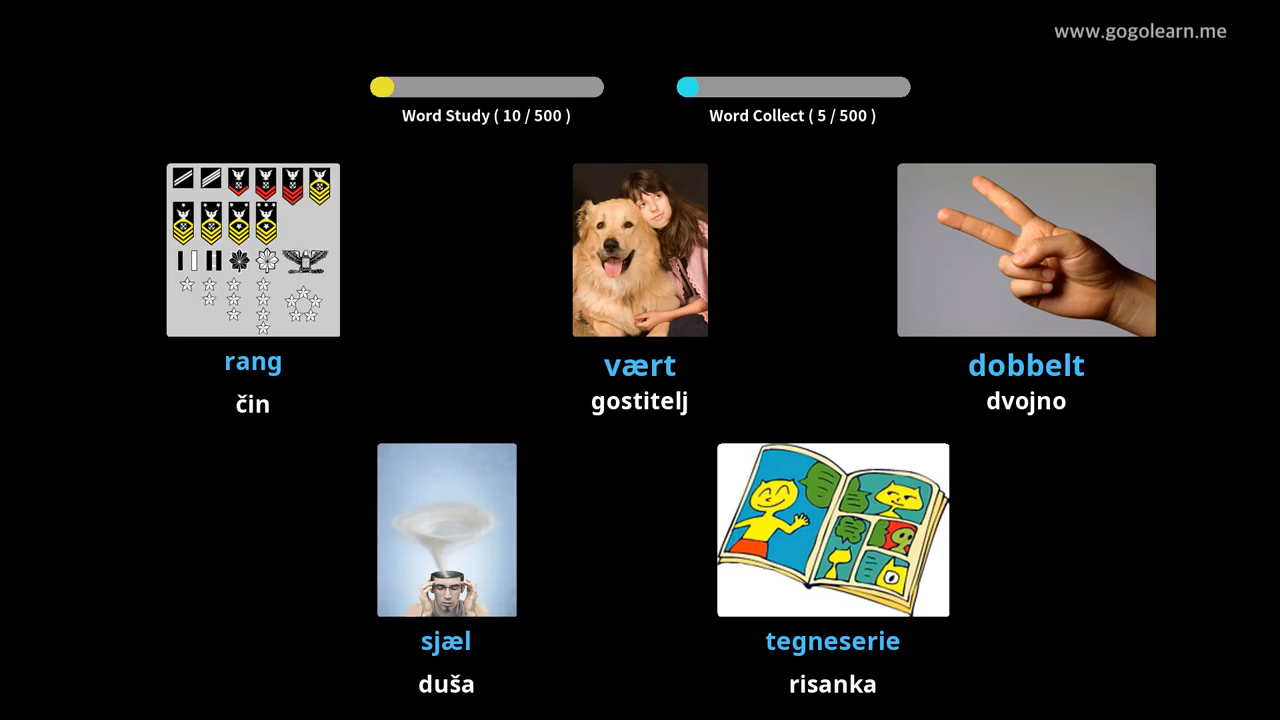 www.gogolearn.me
Word Study ( 10 / 500 )
Word Collect ( 5 / 500 )
rang
čin
vært
gostitelj
dobbelt
dvojno
sjæl
duša
tegneserie
risanka